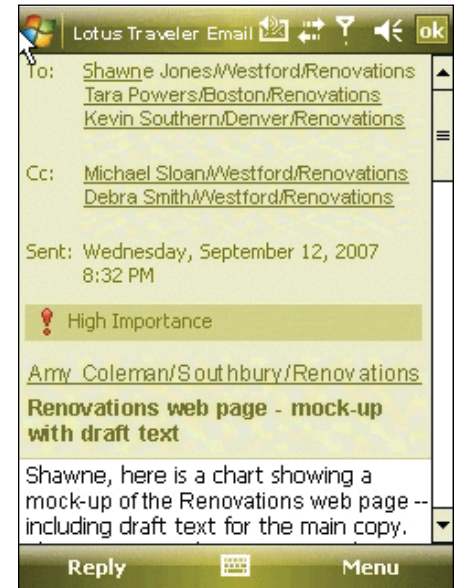 Lotus Traveler Email ok
To: Shawne Jones/Westford/Renovations
Tara Powers/Boston/Renovations
Kevin Southern/Denver/Renovations
Cc: Michael Sloan/Westford/Renovations
Debra Smith/Westford/Renovations
Sent: Wednesday, September 12, 2007
8:32 PM
High Importance
Amy Coleman/Southbury/Renovations
Renovations web page - mock-up
with draft text
Shawne, here is a chart showing a
mock-up of the Renovations web page --
including draft text for the main copy.
Reply Menu